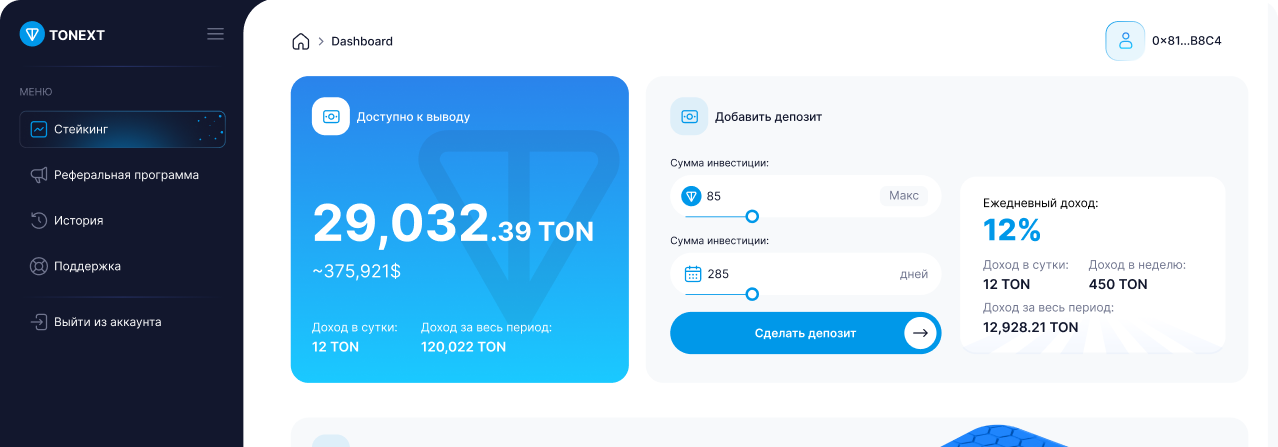 TONEXT
МЕНЮ
Стейкинг
Реферальная программа
История
Поддержка
Выйти из аккаунта
Dashboard
0x81...B8C4
Доступно к выводу
29,032.39 TON
~375,921$
Доход в сутки:
12 TON
Доход за весь период:
120,022 TON
Добавить депозит
Сумма инвестиции:
85
Макс
Сумма инвестиции:
285
дней
Сделать депозит
Ежедневный доход:
12%
Доход в сутки:
12 TON
Доход в неделю:
450 TON
Доход за весь период:
12,928.21 TON